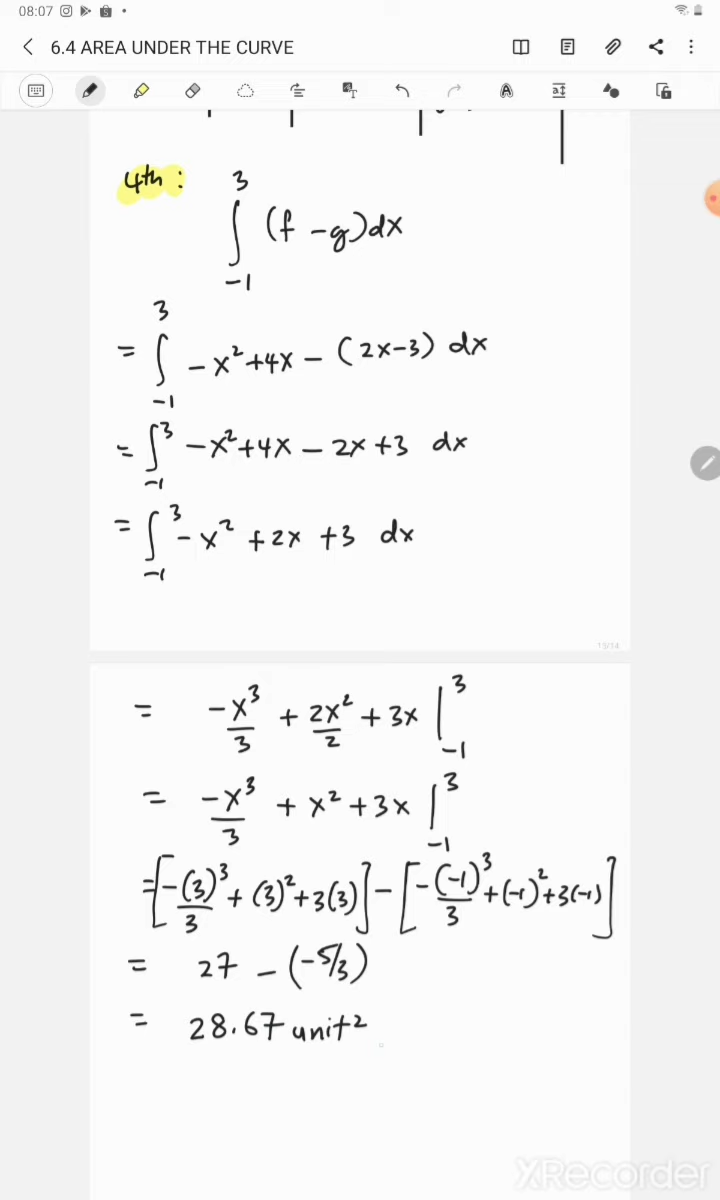 08:07
6.4 AREA UNDER THE CURVE
4th : ∫₋₁³ (f - g)dx
= ∫₋₁³ -x² + 4x - (2x-3) dx
= ∫₋₁³ -x² + 4x - 2x + 3 dx
= ∫₋₁³ -x² + 2x + 3 dx
13/14
= -x³/3 + 2x²/2 + 3x |₋₁³
= -x³/3 + x² + 3x |₋₁³
= [-(3)³/3 + (3)² + 3(3)] - [-(-1)³/3 + (-1)² + 3(-1)]
= 27 - (-5/3)
= 28.67 unit²
XRecorder